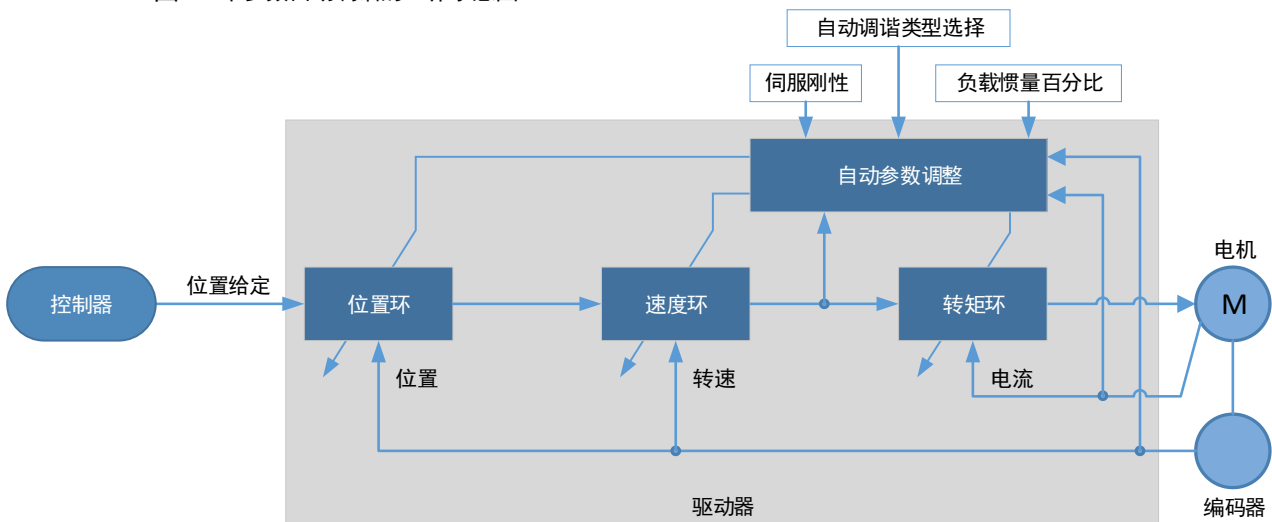 自动调谐类型选择
伺服刚性
负载惯量百分比
自动参数调整
电机
位置给定
控制器
位置环
速度环
转矩环
M
位置
转速
电流
驱动器
编码器